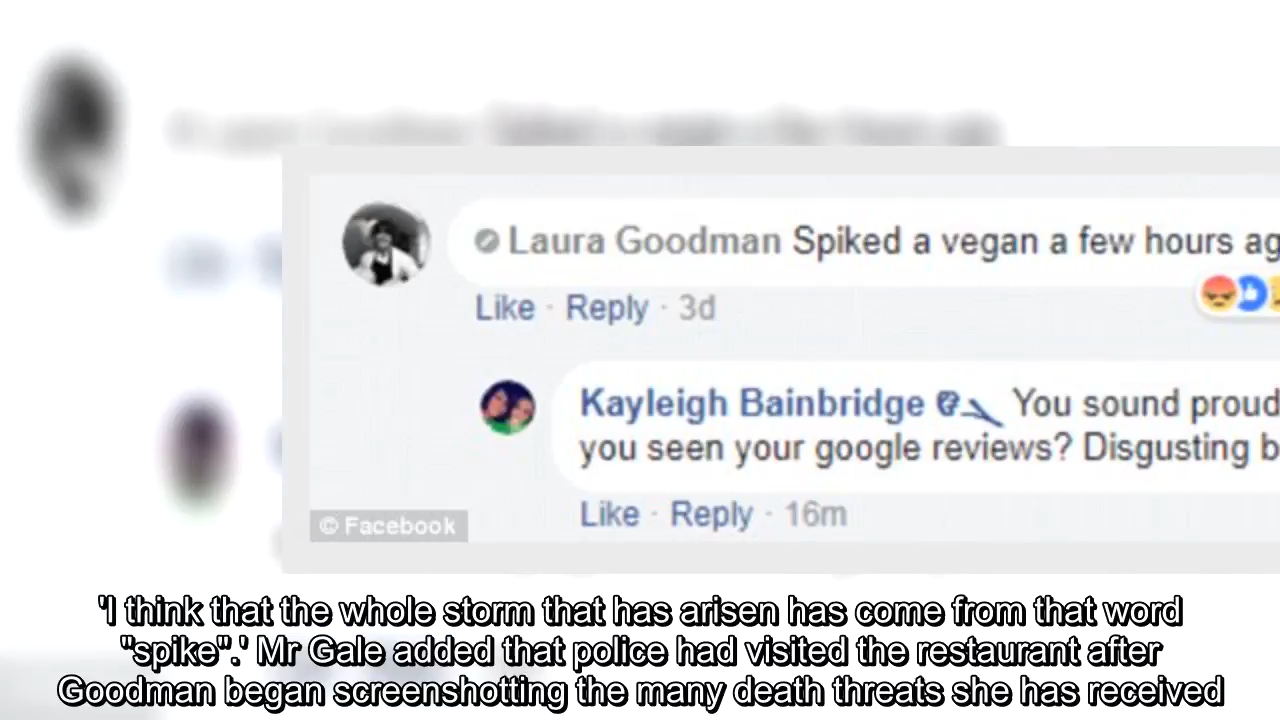 Laura Goodman Spiked a vegan a few hours ag
Like · Reply · 3d
Kayleigh Bainbridge You sound proud
you seen your google reviews? Disgusting b
Like · Reply · 16m
© Facebook
'I think that the whole storm that has arisen has come from that word
"spike".' Mr Gale added that police had visited the restaurant after
Goodman began screenshotting the many death threats she has received